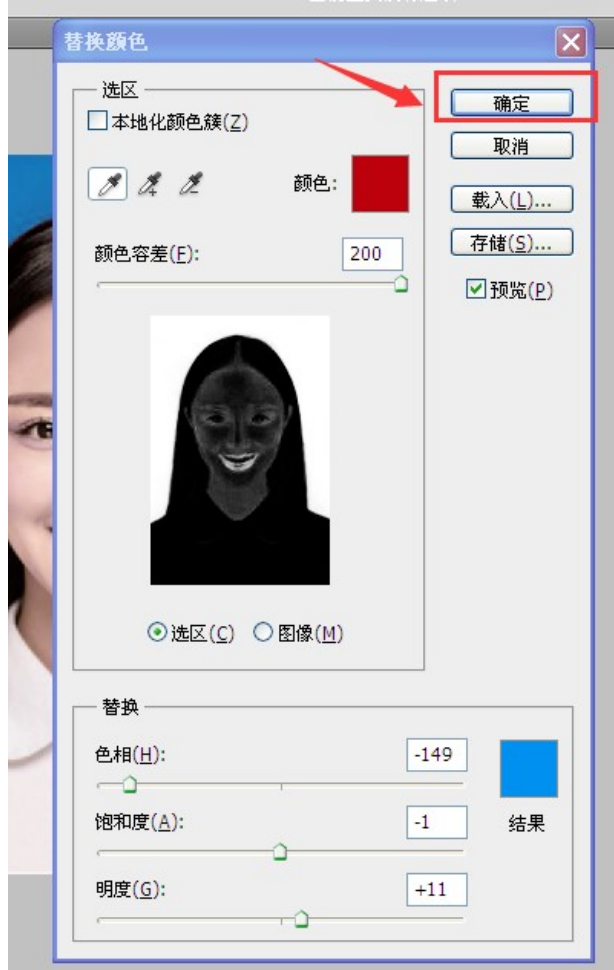 替换颜色
选区
本地化颜色簇(Z)
颜色:
颜色容差(F):
200
选区(C)
图像(M)
确定
取消
载入(L)...
存储(S)...
预览(P)
替换
色相(H):
-149
饱和度(A):
-1
结果
明度(G):
+11